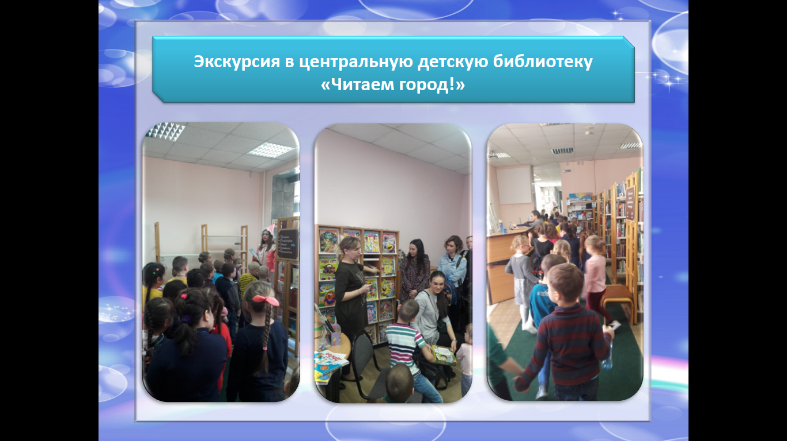 Экскурсия в центральную детскую библиотеку
«Читаем город!»